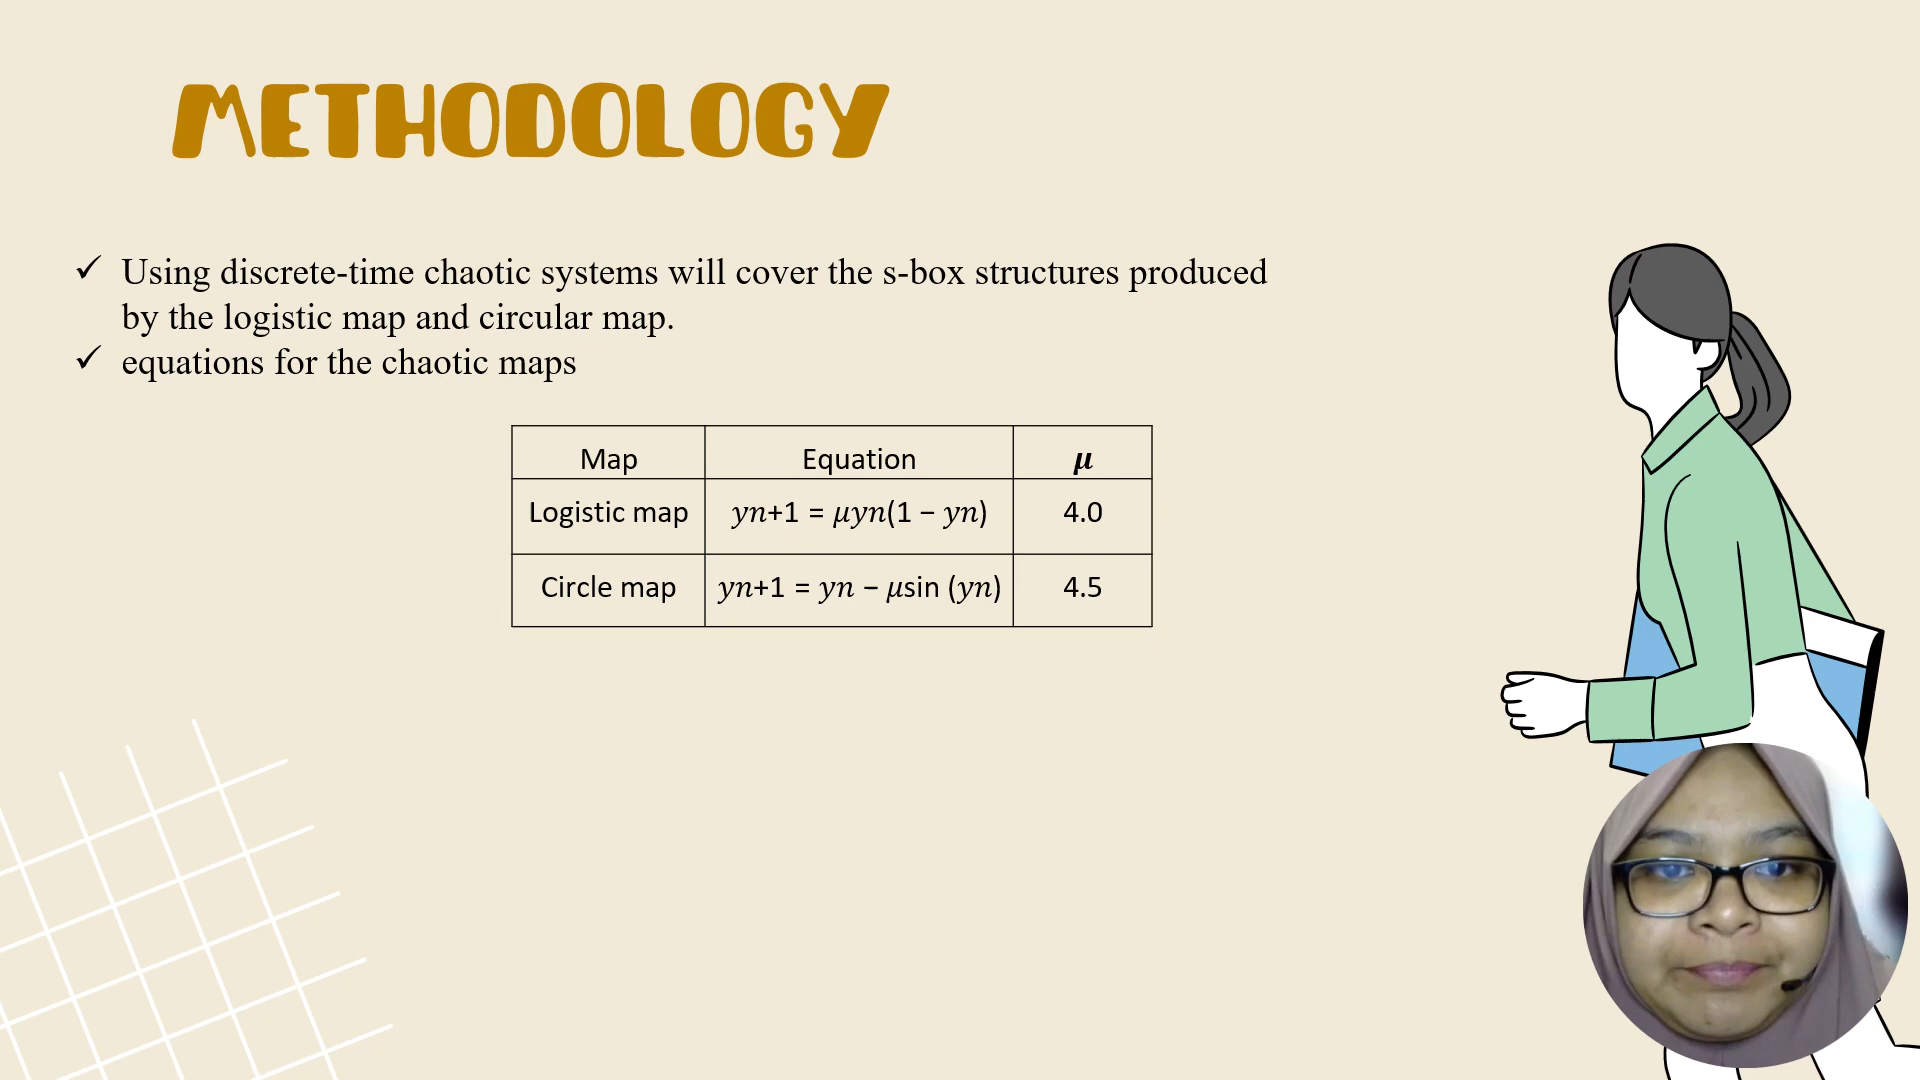 METHODOLOGY
✓ Using discrete-time chaotic systems will cover the s-box structures produced
by the logistic map and circular map.
✓ equations for the chaotic maps
Map Equation μ
Logistic map yn+1 = μyn(1 − yn) 4.0
Circle map yn+1 = yn − μsin (yn) 4.5